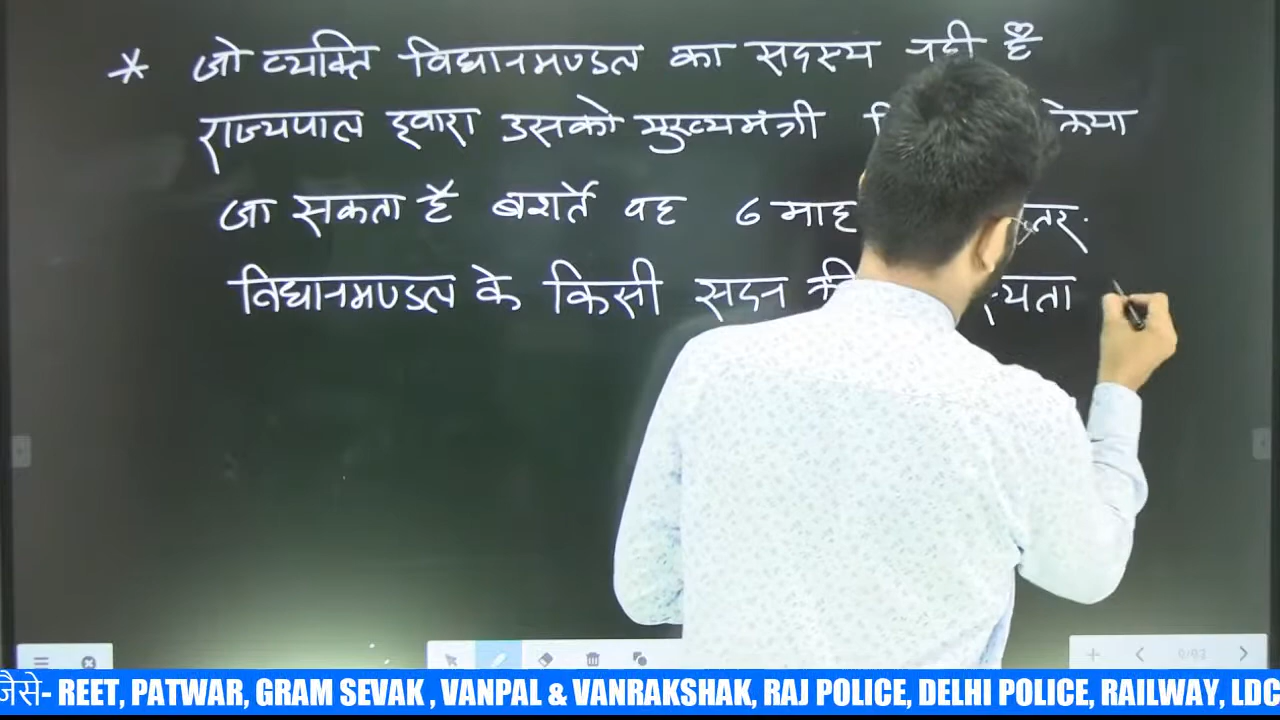 * जो व्यक्ति विधानमण्डल का सदस्य नही है
राज्यपाल द्वारा उसको मुख्यमंत्री
जा सकता है बशर्ते वह 6 माह
विधानमण्डल के किसी सदन की
जैसे- REET, PATWAR, GRAM SEVAK , VANPAL & VANRAKSHAK, RAJ POLICE, DELHI POLICE, RAILWAY, LDC